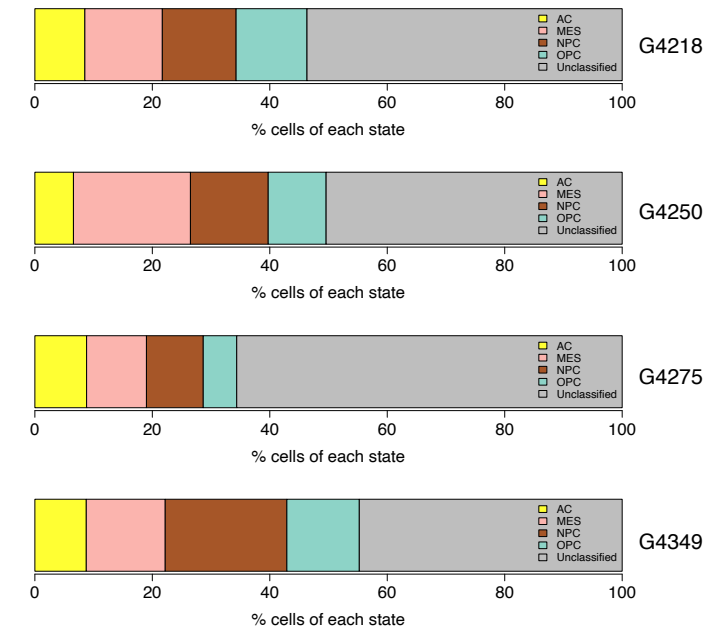 AC
MES
NPC
OPC
Unclassified
G4218
0 20 40 60 80 100
% cells of each state
AC
MES
NPC
OPC
Unclassified
G4250
0 20 40 60 80 100
% cells of each state
AC
MES
NPC
OPC
Unclassified
G4275
0 20 40 60 80 100
% cells of each state
AC
MES
NPC
OPC
Unclassified
G4349
0 20 40 60 80 100
% cells of each state